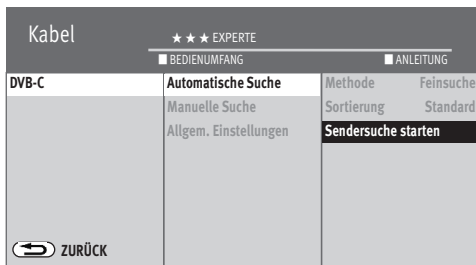 Kabel
★ ★ ★ EXPERTE
BEDIENUMFANG ANLEITUNG
DVB-C Automatische Suche Methode Feinsuche
Manuelle Suche Sortierung Standard
Allgem. Einstellungen Sendersuche starten
ZURÜCK